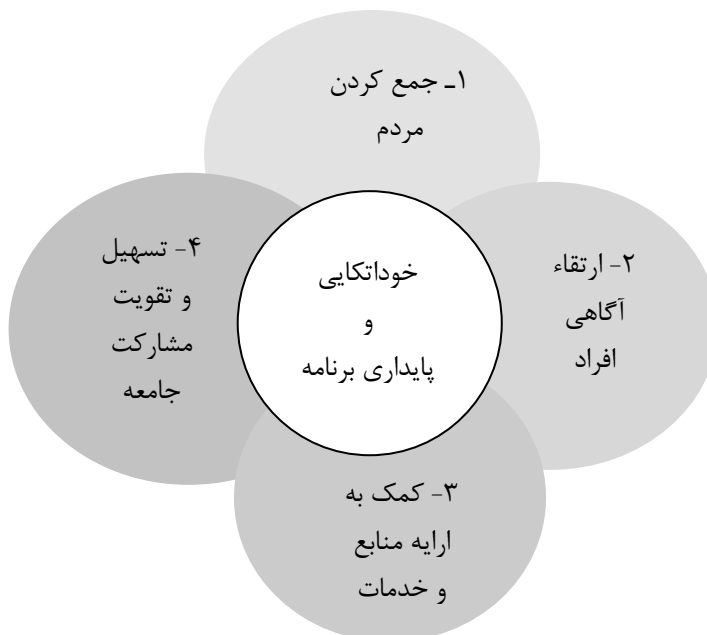 ۱ـ جمع کردن
مردم
۲- ارتقاء
آگاهی
افراد
۳- کمک به
ارایه منابع
و خدمات
۴- تسهیل
و تقویت
مشارکت
جامعه
خوداتکایی
و
پایداری برنامه